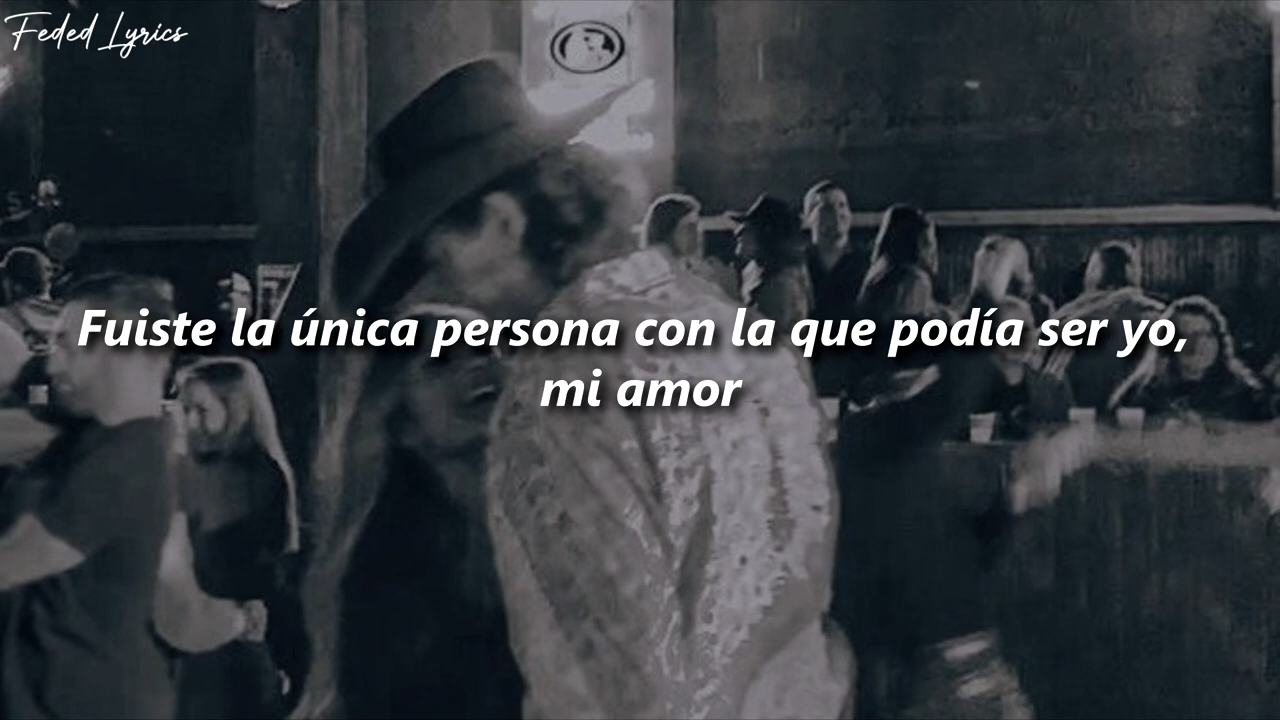 Feded Lyrics
Fuiste la única persona con la que podía ser yo,
mi amor